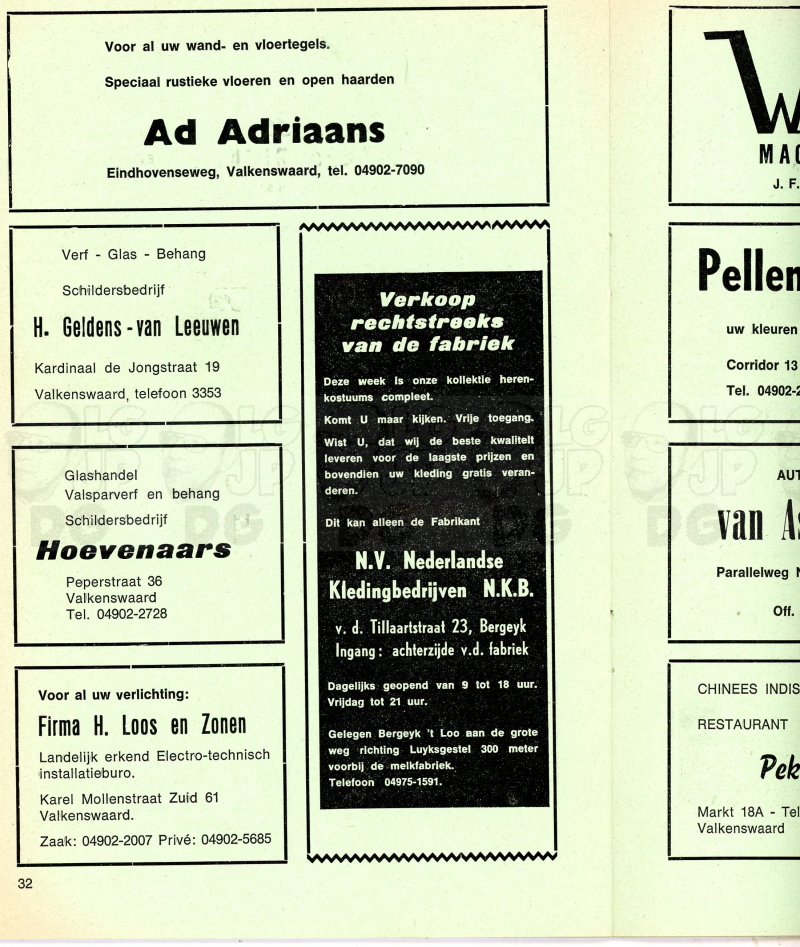 Voor al uw wand- en vloertegels.
Speciaal rustieke vloeren en open haarden
Ad Adriaans
Eindhovenseweg, Valkenswaard, tel. 04902-7090
Verf - Glas - Behang
Schildersbedrijf
H. Geldens-van Leeuwen
Kardinaal de Jongstraat 19
Valkenswaard, telefoon 3353
Glashandel
Valsparverf en behang
Schildersbedrijf
Hoevenaars
Peperstraat 36
Valkenswaard
Tel. 04902-2728
Voor al uw verlichting:
Firma H. Loos en Zonen
Landelijk erkend Electro-technisch
installatieburo.
Karel Mollenstraat Zuid 61
Valkenswaard.
Zaak: 04902-2007 Privé: 04902-5685
Verkoop
rechtstreeks
van de fabriek
Deze week is onze kollektie heren-
kostuums compleet.
Komt U maar kijken. Vrije toegang.
Wist U, dat wij de beste kwaliteit
leveren voor de laagste prijzen en
bovendien uw kleding gratis veran-
deren.
Dit kan alleen de Fabrikant
N.V. Nederlandse
Kledingbedrijven N.K.B.
v. d. Tillaartstraat 23, Bergeyk
Ingang: achterzijde v.d. fabriek
Dagelijks geopend van 9 tot 18 uur.
Vrijdag tot 21 uur.
Gelegen Bergeyk 't Loo aan de grote
weg richting Luyksgestel 300 meter
voorbij de melkfabriek.
Telefoon 04975-1591.
32
MAG
J. F.
Pellen
uw kleuren
Corridor 13
Tel. 04902-2
AUT
van As
Parallelweg N
Off.
CHINEES INDIS
RESTAURANT
Pek
Markt 18A - Tel
Valkenswaard